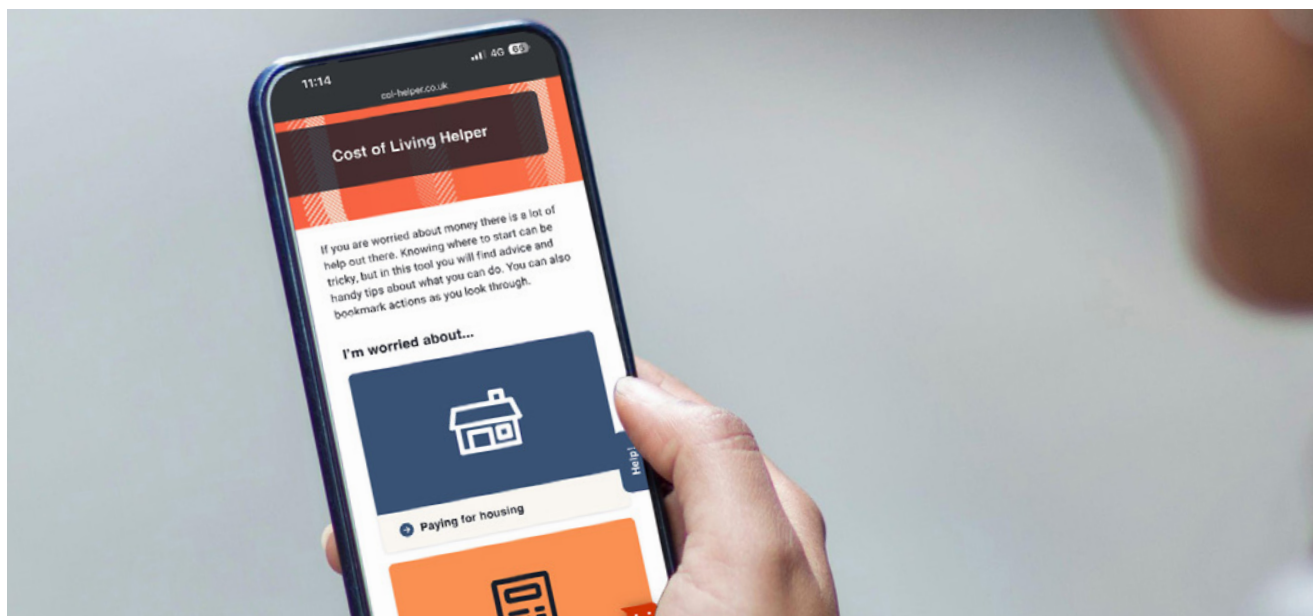 11:14
4G 65
col-helper.co.uk
Cost of Living Helper
If you are worried about money there is a lot of
help out there. Knowing where to start can be
tricky, but in this tool you will find advice and
handy tips about what you can do. You can also
bookmark actions as you look through.
I'm worried about...
Help!
Paying for housing